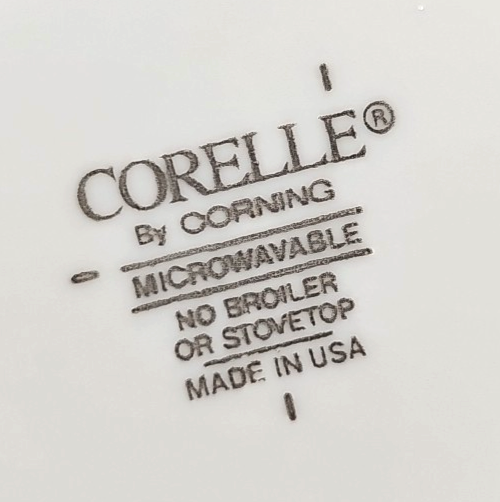 CORELLE®
By CORNING
MICROWAVABLE
NO BROILER
OR STOVETOP
MADE IN USA